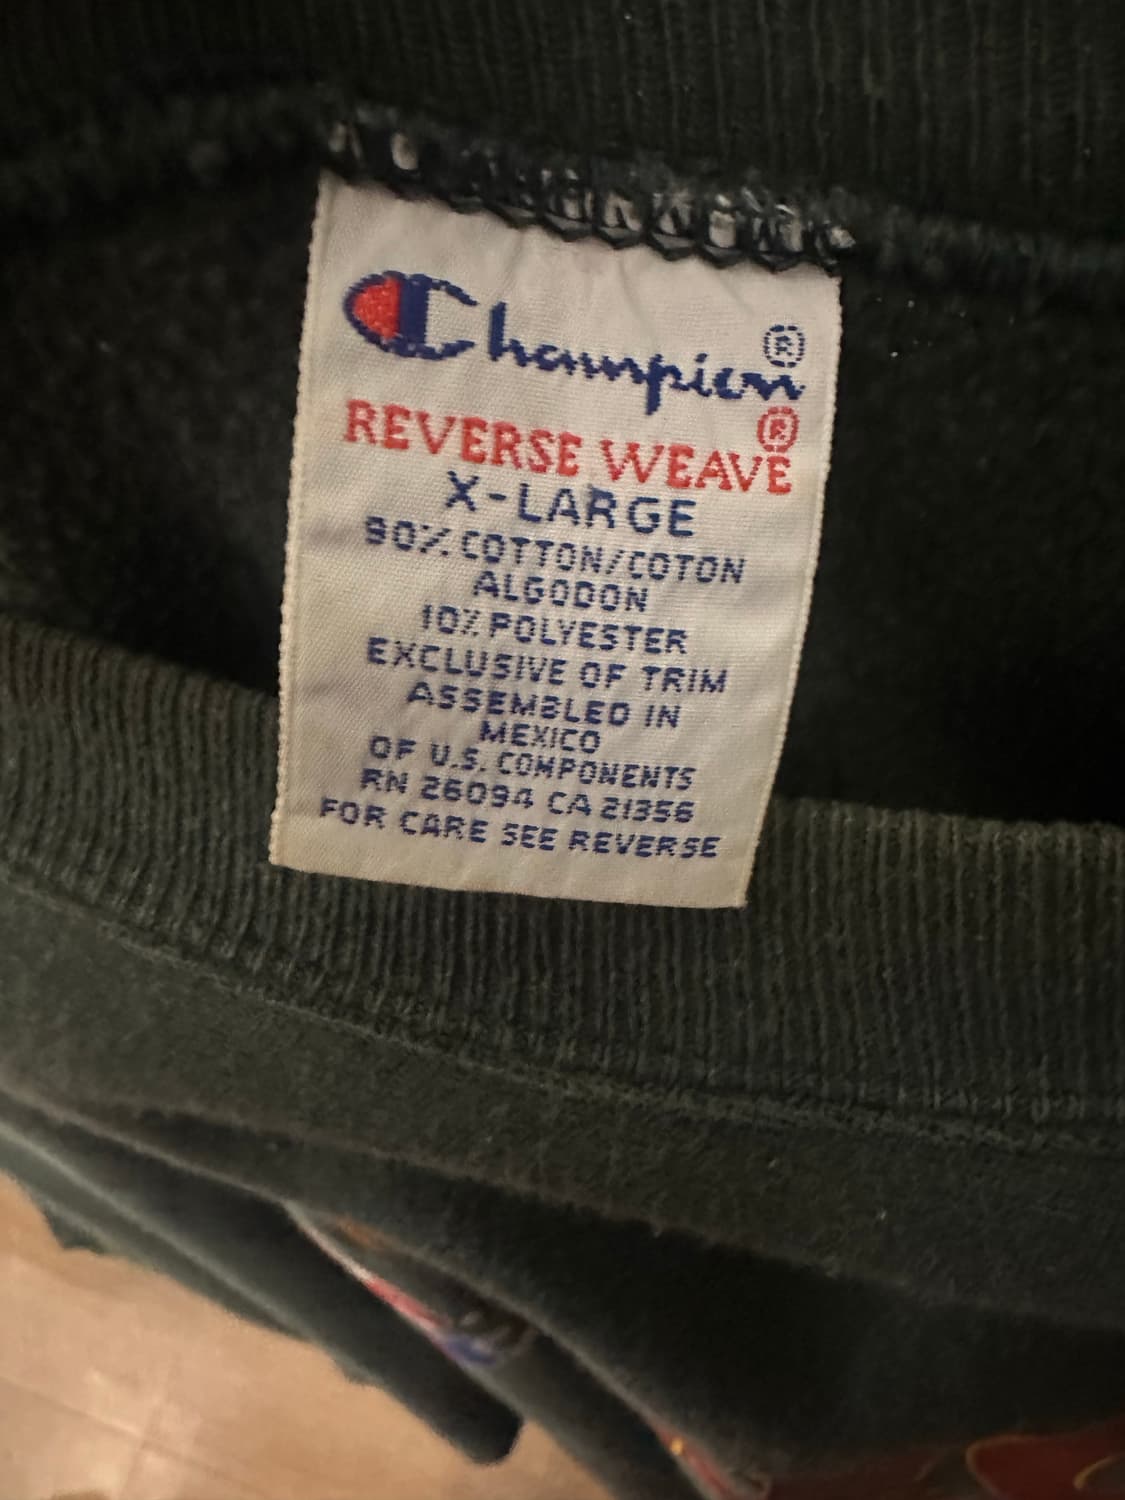 Champion®
REVERSE WEAVE®
X-LARGE
90% COTTON/COTON
ALGODON
10% POLYESTER
EXCLUSIVE OF TRIM
ASSEMBLED IN
MEXICO
OF U.S. COMPONENTS
RN 26094 CA 21356
FOR CARE SEE REVERSE